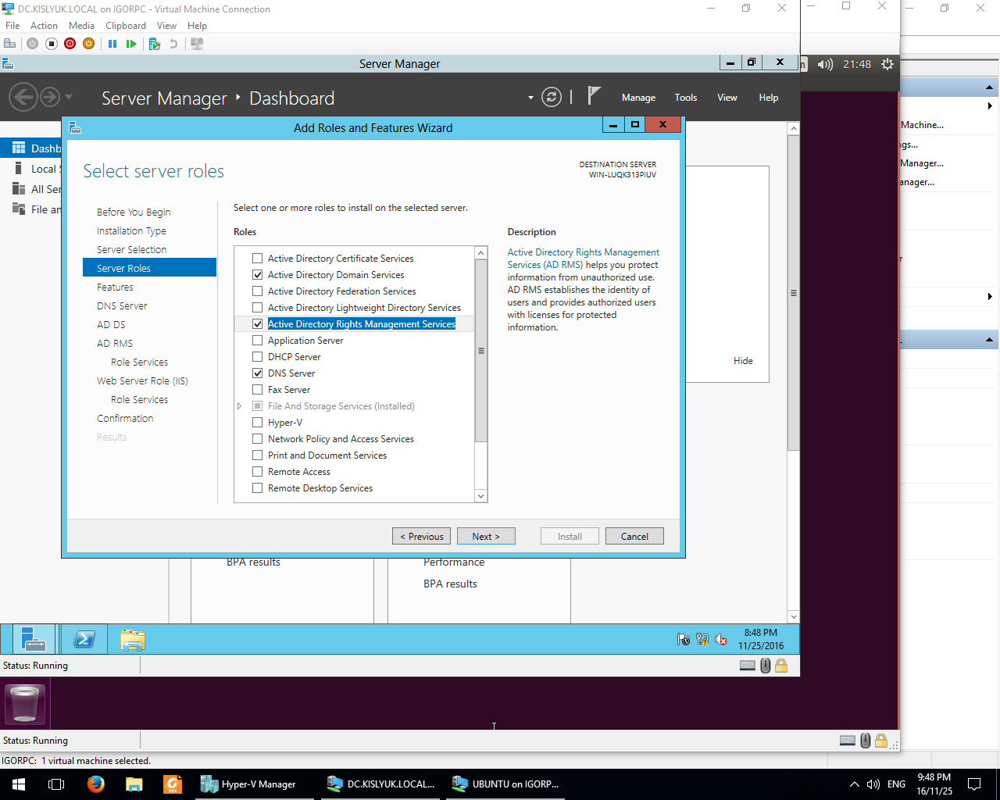 DC.KISLYUK.LOCAL on IGORPC - Virtual Machine Connection
File Action Media Clipboard View Help
Server Manager
21:48
Server Manager • Dashboard
Manage Tools View Help
Add Roles and Features Wizard
Machine...
Dashb
Local S
All Ser
File an
Select server roles
DESTINATION SERVER
WIN-LUQK313PIUV
Manager...
anager...
Before You Begin
Installation Type
Server Selection
Server Roles
Features
DNS Server
AD DS
AD RMS
Role Services
Web Server Role (IIS)
Role Services
Confirmation
Results
Select one or more roles to install on the selected server.
Roles
Active Directory Certificate Services
Active Directory Domain Services
Active Directory Federation Services
Active Directory Lightweight Directory Services
Active Directory Rights Management Services
Application Server
DHCP Server
DNS Server
Fax Server
File And Storage Services (Installed)
Hyper-V
Network Policy and Access Services
Print and Document Services
Remote Access
Remote Desktop Services
Description
Active Directory Rights Management
Services (AD RMS) helps you protect
information from unauthorized use.
AD RMS establishes the identity of
users and provides authorized users
with licenses for protected
information.
Hide
< Previous Next > Install Cancel
BPA results
Performance
BPA results
8:48 PM
11/25/2016
Status: Running
Status: Running
IGORPC: 1 virtual machine selected.
Hyper-V Manager
DC.KISLYUK.LOCAL...
UBUNTU on IGORP...
ENG
9:48 PM
16/11/25